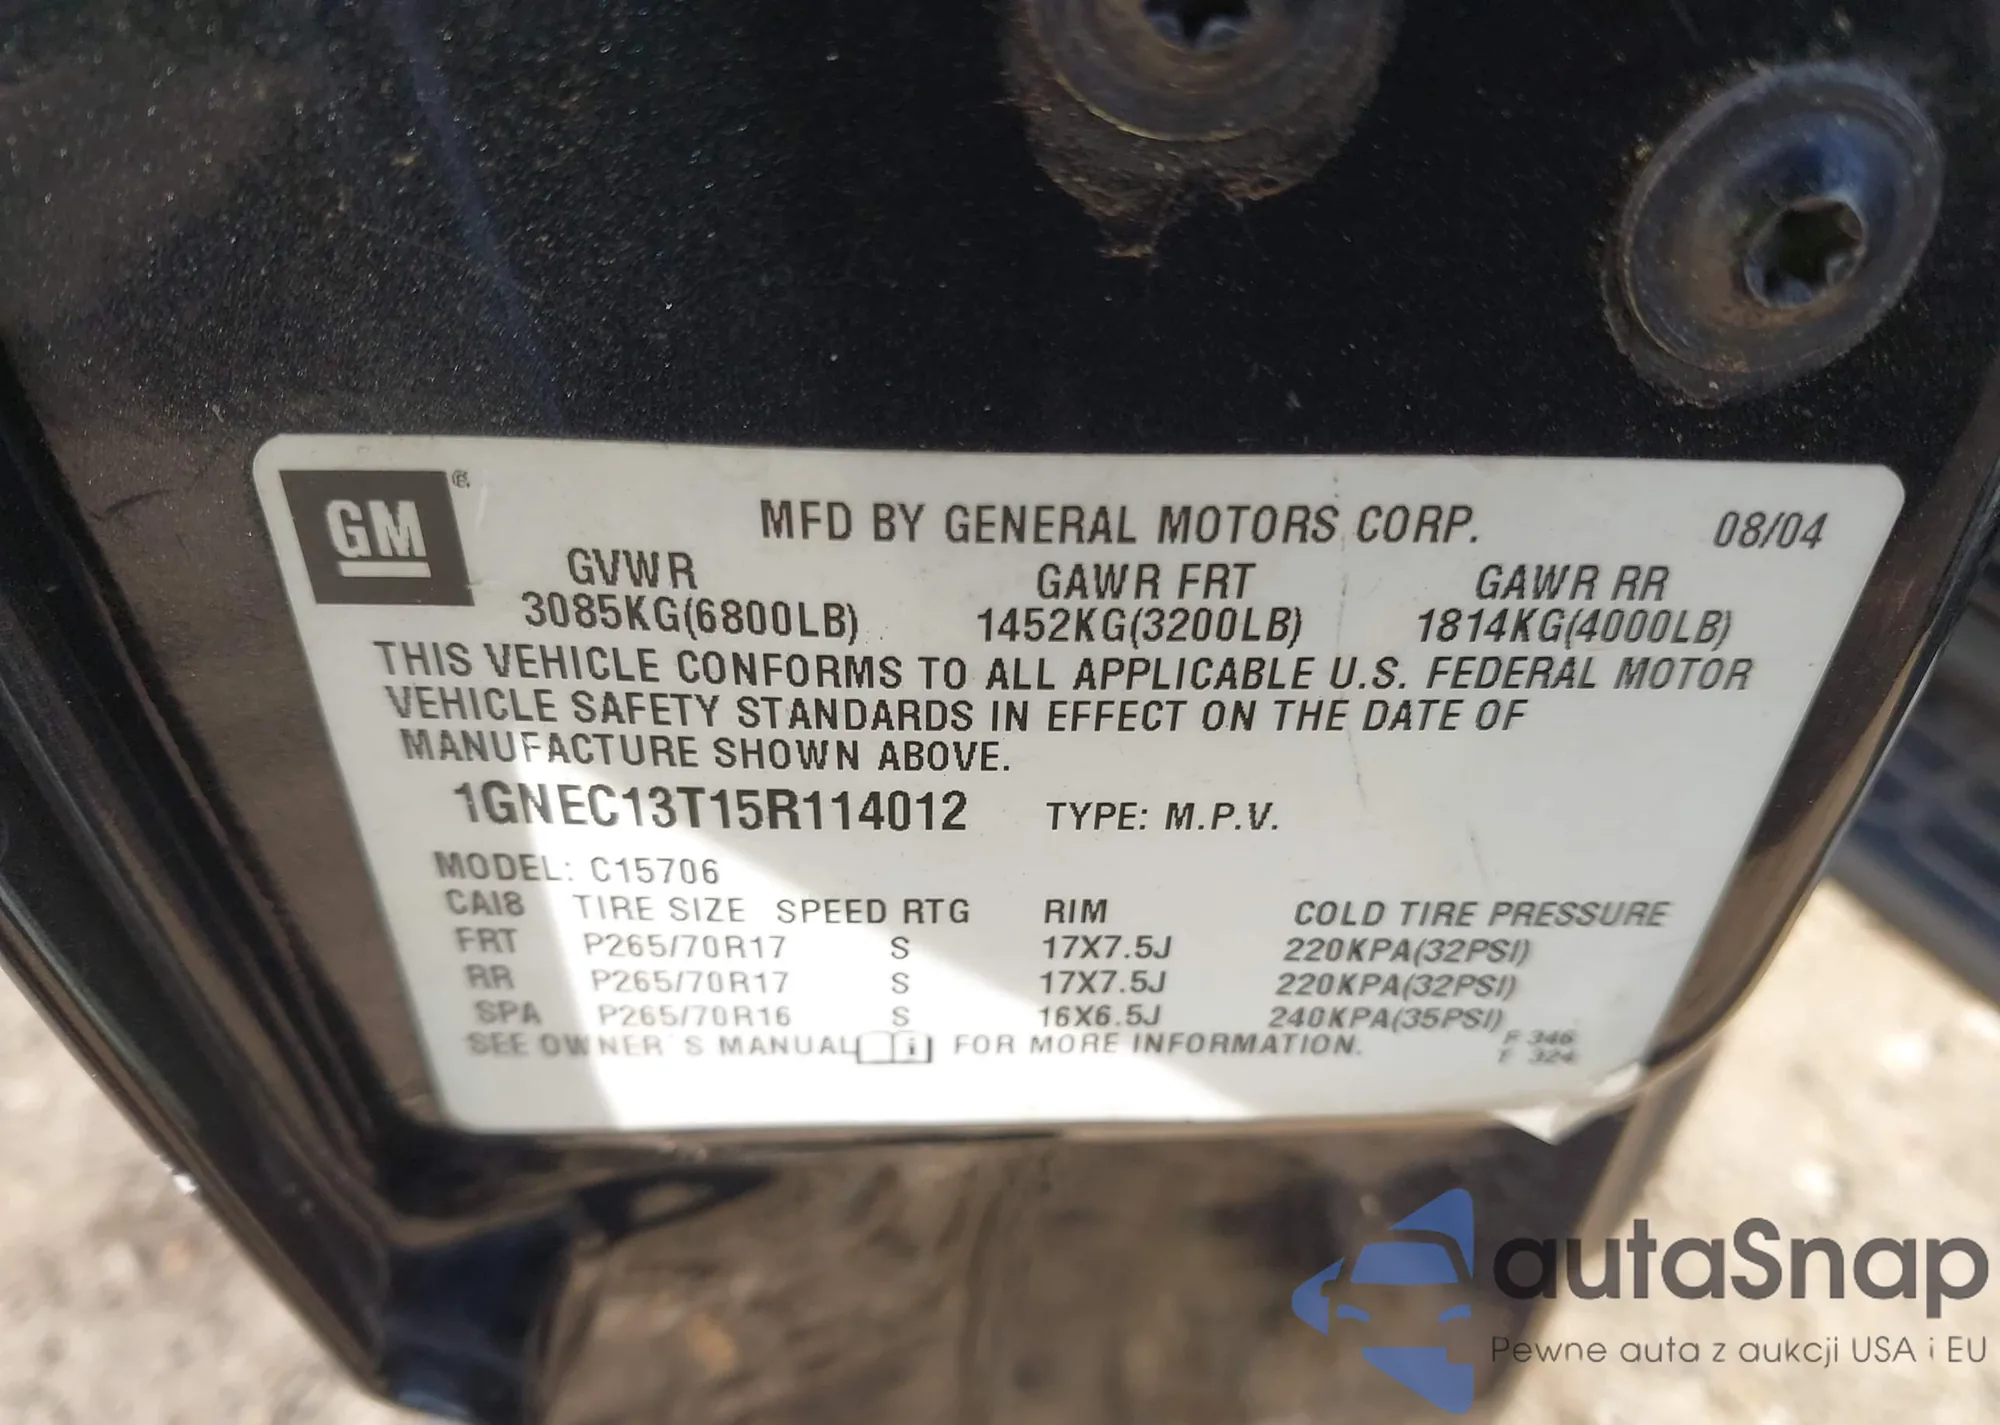 GM ®
MFD BY GENERAL MOTORS CORP. 08/04
GVWR GAWR FRT GAWR RR
3085KG(6800LB) 1452KG(3200LB) 1814KG(4000LB)
THIS VEHICLE CONFORMS TO ALL APPLICABLE U.S. FEDERAL MOTOR
VEHICLE SAFETY STANDARDS IN EFFECT ON THE DATE OF
MANUFACTURE SHOWN ABOVE.
1GNEC13T15R114012 TYPE: M.P.V.
MODEL: C15706
CAI8 TIRE SIZE SPEED RTG RIM COLD TIRE PRESSURE
FRT P265/70R17 S 17X7.5J 220KPA(32PSI)
RR P265/70R17 S 17X7.5J 220KPA(32PSI)
SPA P265/70R16 S 16X6.5J 240KPA(35PSI)
SEE OWNER'S MANUAL i FOR MORE INFORMATION.
F 346
F 324
autaSnap
Pewne auta z aukcji USA i EU